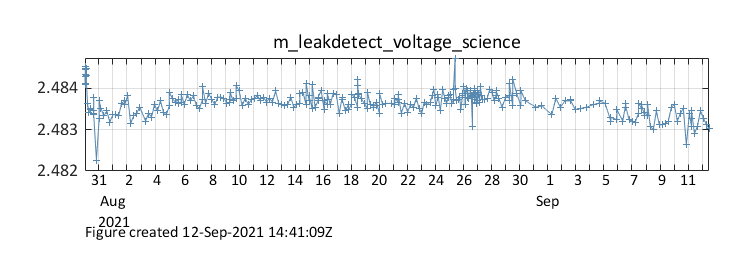 m_leakdetect_voltage_science
2.484
2.483
2.482
31 2 4 6 8 10 12 14 16 18 20 22 24 26 28 30 1 3 5 7 9 11
Aug Sep
2021
Figure created 12-Sep-2021 14:41:09Z